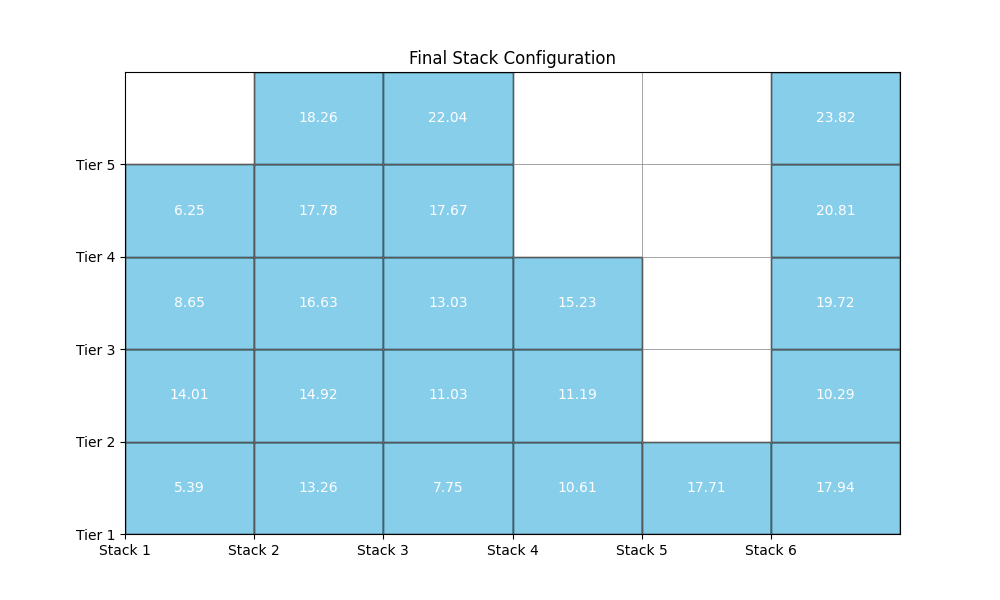 Final Stack Configuration
18.26 22.04 23.82
Tier 5
6.25 17.78 17.67 20.81
Tier 4
8.65 16.63 13.03 15.23 19.72
Tier 3
14.01 14.92 11.03 11.19 10.29
Tier 2
5.39 13.26 7.75 10.61 17.71 17.94
Tier 1
Stack 1 Stack 2 Stack 3 Stack 4 Stack 5 Stack 6